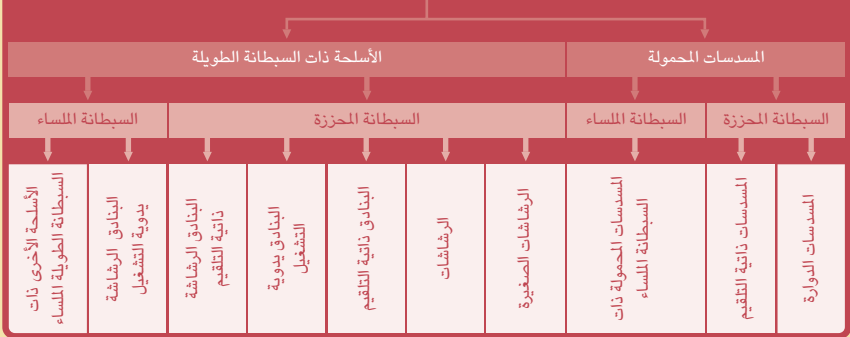 المسدسات المحمولة
الأسلحة ذات السبطانة الطويلة
السبطانة المحززة
السبطانة الملساء
السبطانة المحززة
السبطانة الملساء
المسدسات الدوارة
المسدسات ذاتية التلقيم
المسدسات المحمولة ذات
السبطانة الملساء
الرشاشات الصغيرة
الرشاشات
البنادق ذاتية التلقيم
البنادق يدوية
التشغيل
البنادق الرشاشة
ذاتية التلقيم
البنادق الرشاشة
يدوية التشغيل
الأسلحة الأخرى ذات
السبطانة الطويلة الملساء